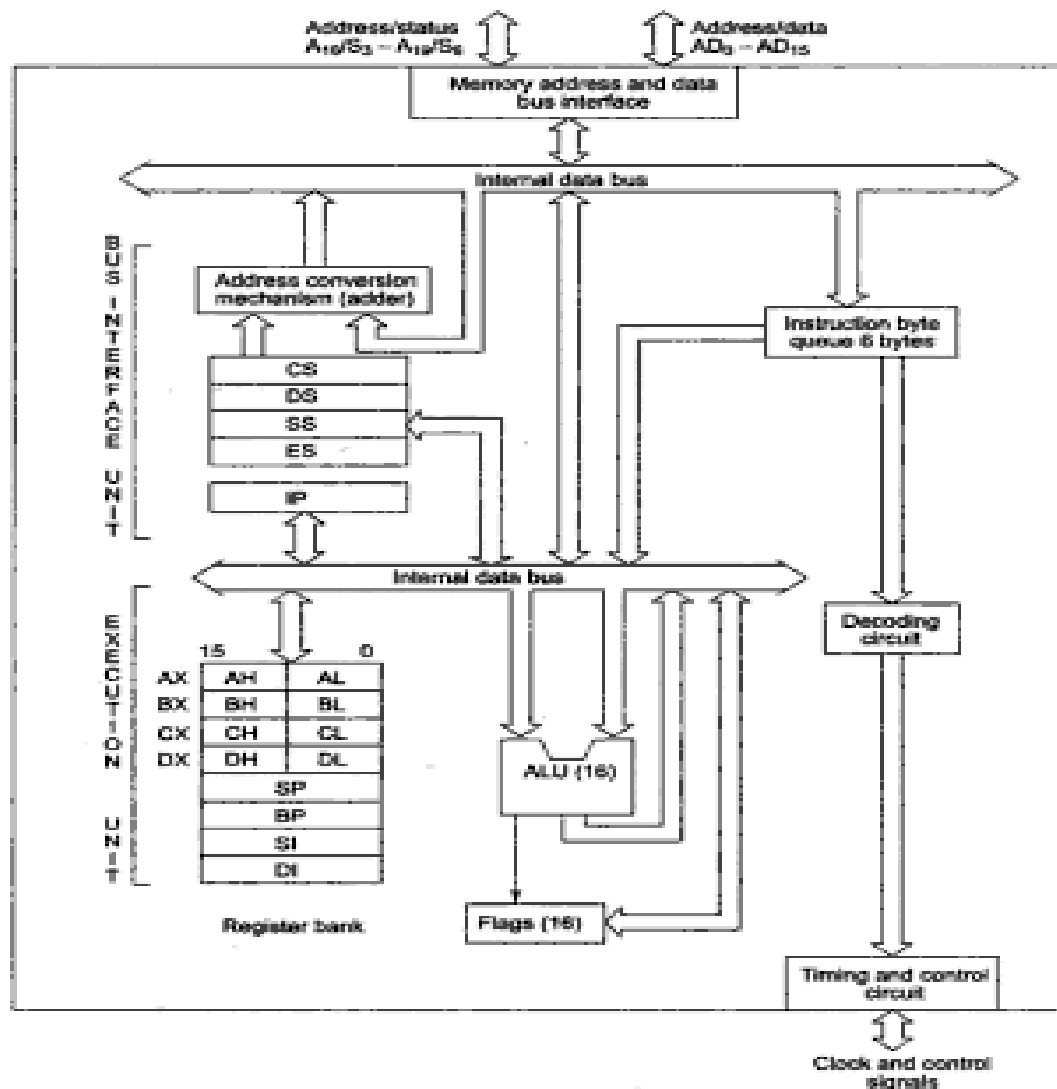 Address/status
A₁₆/S₃ – A₁₉/S₆
Address/data
AD₀ – AD₁₅
Memory address and data
bus interface
Internal data bus
BUS INTERFACE UNIT
Address conversion
mechanism (adder)
Instruction byte
queue 6 bytes
CS
DS
SS
ES
IP
Internal data bus
EXECUTION UNIT
Decoding
circuit
15 0
AX AH AL
BX BH BL
CX CH CL
DX DH DL
SP
BP
SI
DI
ALU (16)
Register bank
Flags (16)
Timing and control
circuit
Clock and control
signals